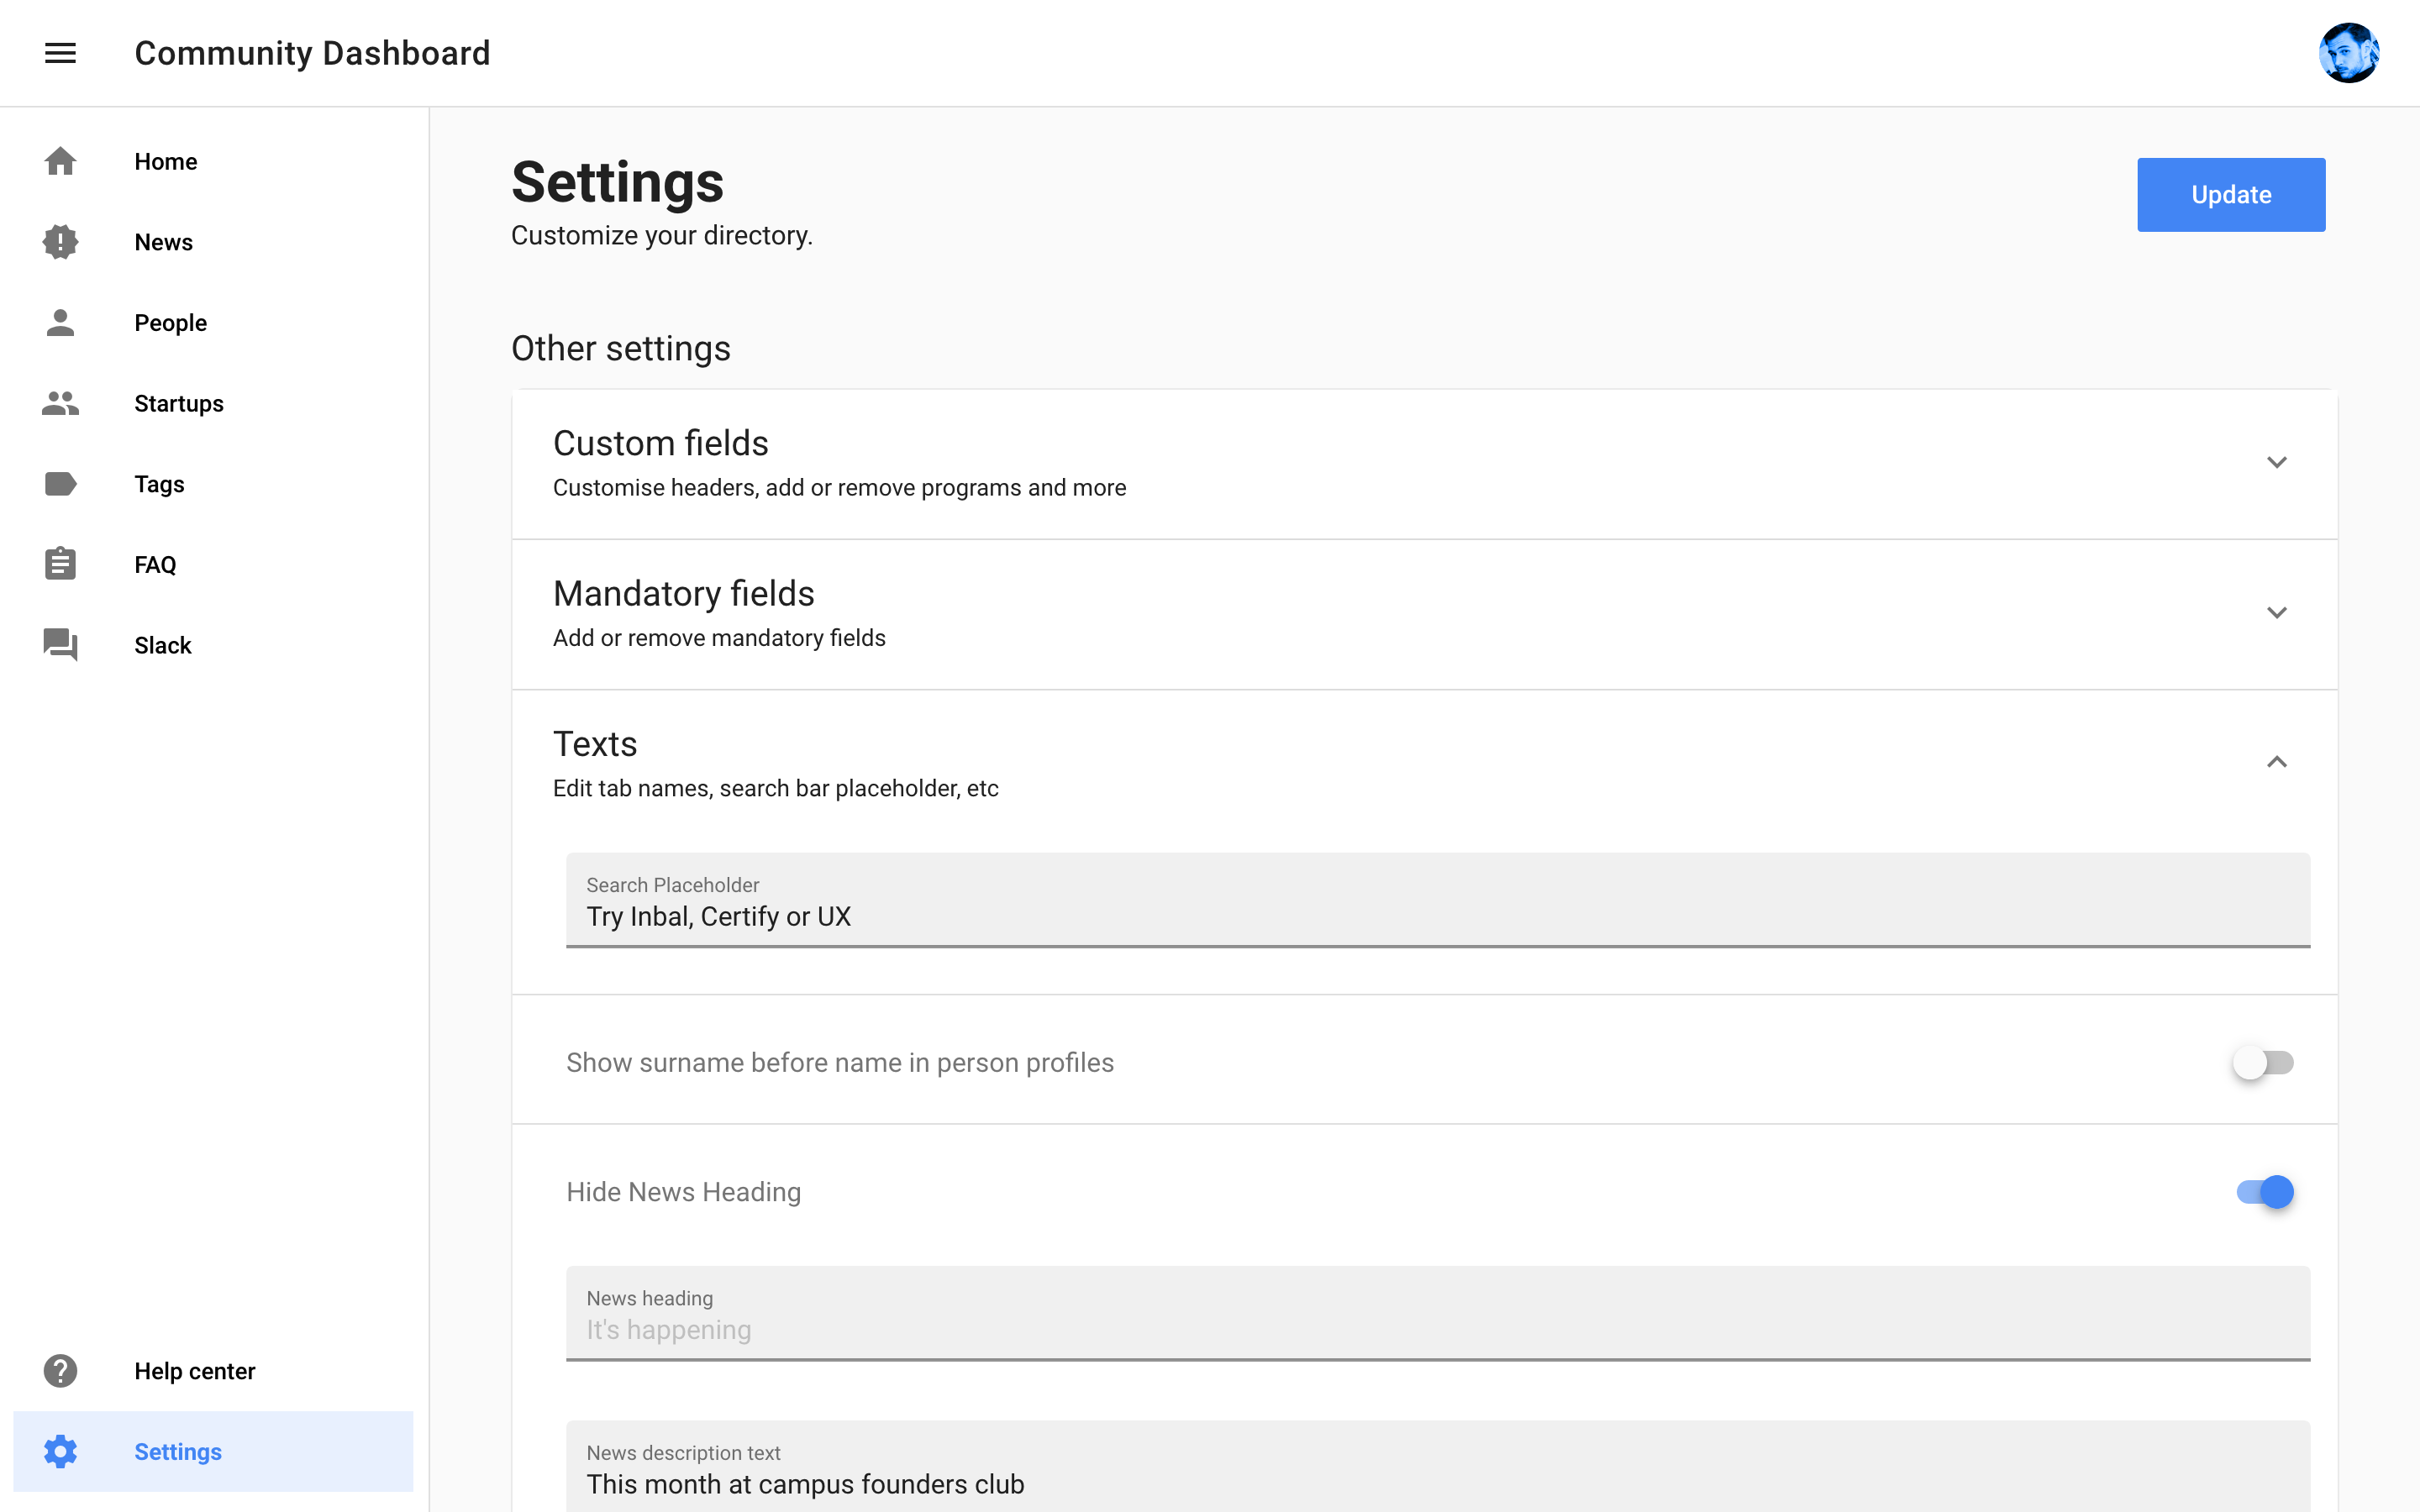 Community Dashboard
Home
News
People
Startups
Tags
FAQ
Slack
Help center
Settings
Settings
Customize your directory.
Update
Other settings
Custom fields
Customise headers, add or remove programs and more
Mandatory fields
Add or remove mandatory fields
Texts
Edit tab names, search bar placeholder, etc
Search Placeholder
Try Inbal, Certify or UX
Show surname before name in person profiles
Hide News Heading
News heading
It's happening
News description text
This month at campus founders club